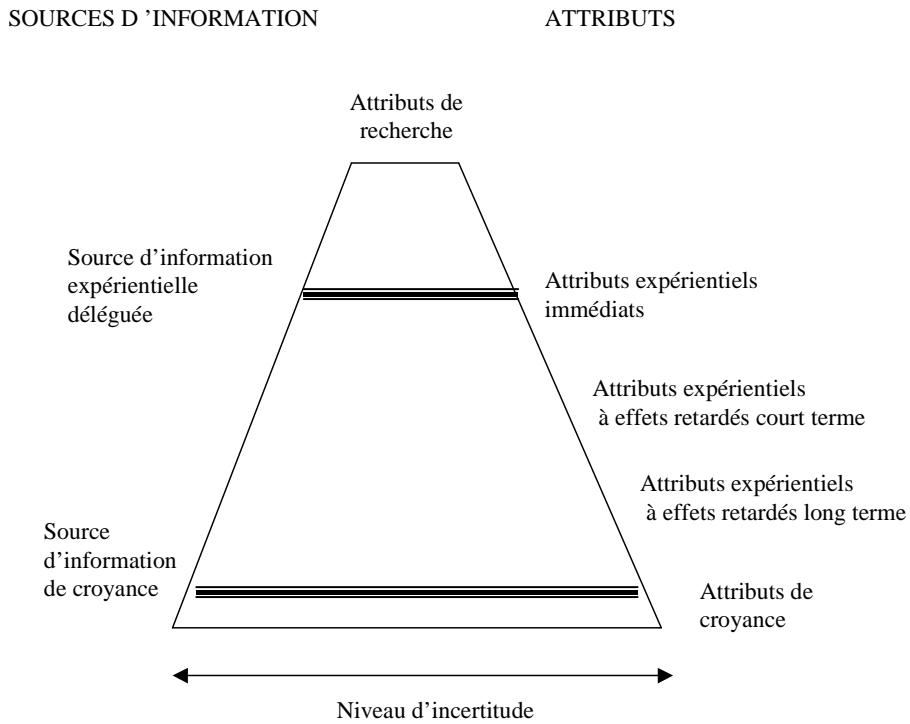 SOURCES D ’INFORMATION
ATTRIBUTS
Attributs de
recherche
Source d’information
expérientielle
déléguée
Attributs expérientiels
immédiats
Attributs expérientiels
à effets retardés court terme
Attributs expérientiels
à effets retardés long terme
Source
d’information
de croyance
Attributs de
croyance
Niveau d’incertitude